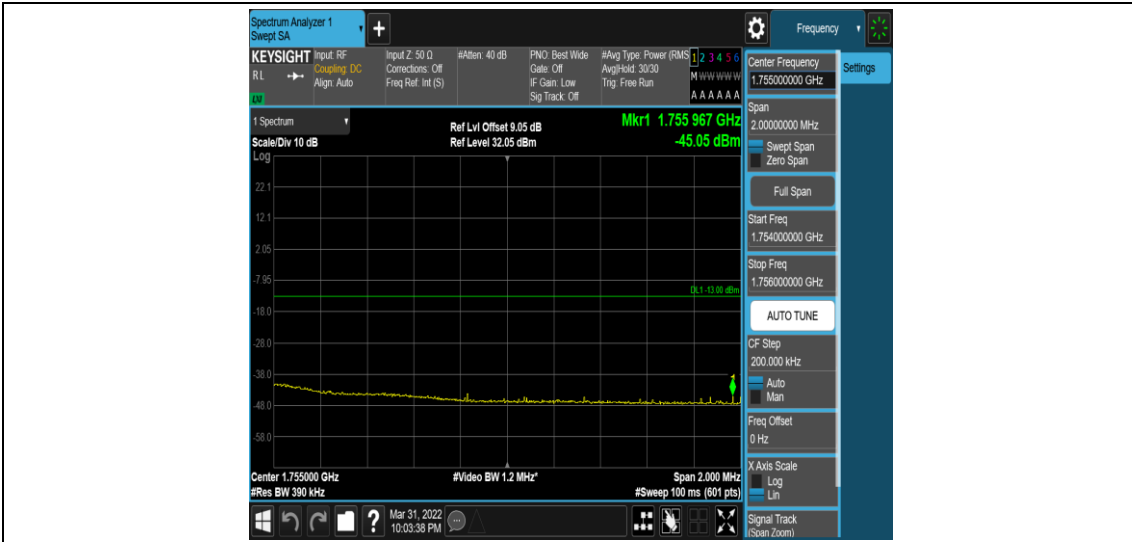 Spectrum Analyzer 1
Swept SA
+
Frequency
KEYSIGHT
RL
Input: RF
Coupling: DC
Align: Auto
Input Z: 50 Ω
Corrections: Off
Freq Ref: Int (S)
#Atten: 40 dB
PNO: Best Wide
Gate: Off
IF Gain: Low
Sig Track: Off
#Avg Type: Power (RMS
Avg|Hold: 30/30
Trig: Free Run
1 2 3 4 5 6
M W W W W W
A A A A A A
1 Spectrum
Scale/Div 10 dB
Log
Ref Lvl Offset 9.05 dB
Ref Level 32.05 dBm
Mkr1 1.755 967 GHz
-45.05 dBm
22.1
12.1
2.05
-7.95
DL1 -13.00 dBm
-18.0
-28.0
-38.0
-48.0
-58.0
1
Center 1.755000 GHz
#Video BW 1.2 MHz*
Span 2.000 MHz
#Res BW 390 kHz
#Sweep 100 ms (601 pts)
?
Mar 31, 2022
10:03:38 PM
Center Frequency
1.755000000 GHz
Settings
Span
2.00000000 MHz
Swept Span
Zero Span
Full Span
Start Freq
1.754000000 GHz
Stop Freq
1.756000000 GHz
AUTO TUNE
CF Step
200.000 kHz
Auto
Man
Freq Offset
0 Hz
X Axis Scale
Log
Lin
Signal Track
(Span Zoom)